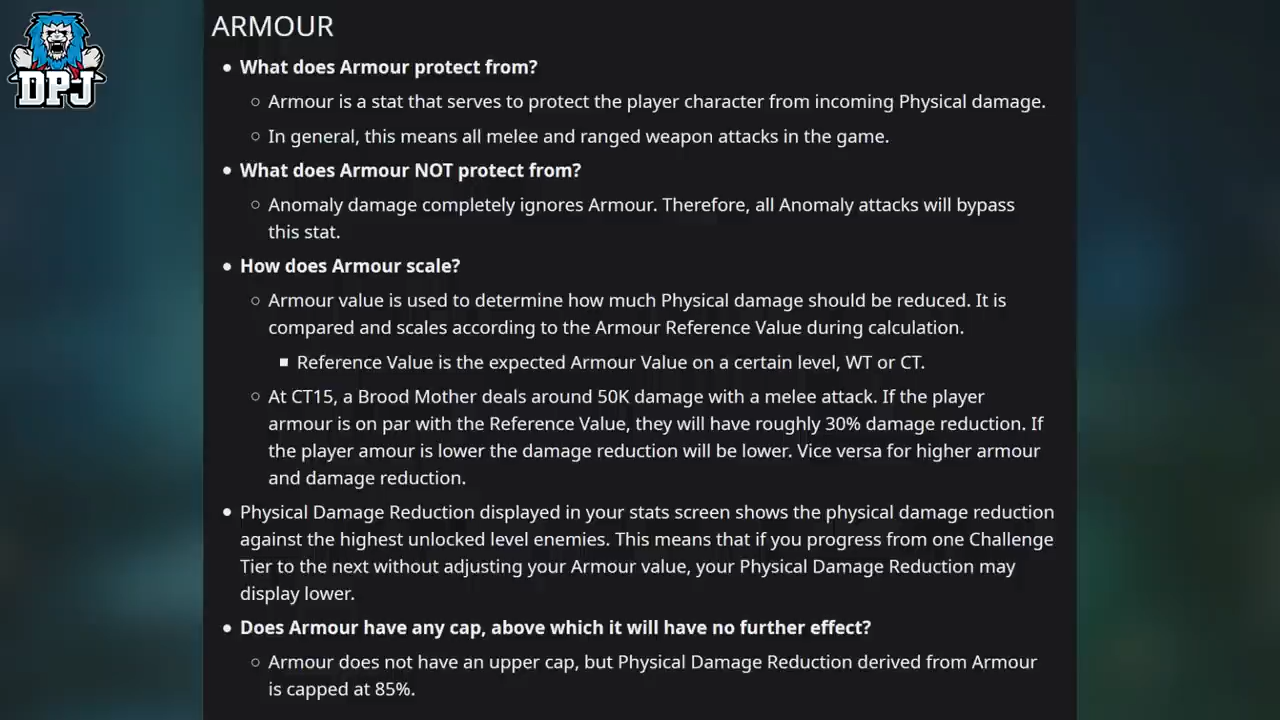 DPJ
ARMOUR
• What does Armour protect from?
○ Armour is a stat that serves to protect the player character from incoming Physical damage.
○ In general, this means all melee and ranged weapon attacks in the game.
• What does Armour NOT protect from?
○ Anomaly damage completely ignores Armour. Therefore, all Anomaly attacks will bypass
this stat.
• How does Armour scale?
○ Armour value is used to determine how much Physical damage should be reduced. It is
compared and scales according to the Armour Reference Value during calculation.
■ Reference Value is the expected Armour Value on a certain level, WT or CT.
○ At CT15, a Brood Mother deals around 50K damage with a melee attack. If the player
armour is on par with the Reference Value, they will have roughly 30% damage reduction. If
the player amour is lower the damage reduction will be lower. Vice versa for higher armour
and damage reduction.
• Physical Damage Reduction displayed in your stats screen shows the physical damage reduction
against the highest unlocked level enemies. This means that if you progress from one Challenge
Tier to the next without adjusting your Armour value, your Physical Damage Reduction may
display lower.
• Does Armour have any cap, above which it will have no further effect?
○ Armour does not have an upper cap, but Physical Damage Reduction derived from Armour
is capped at 85%.